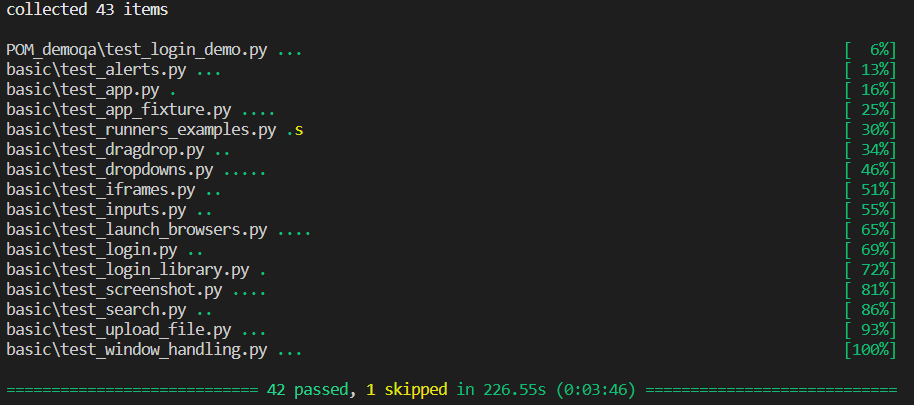 collected 43 items
POM_demoqa\test_login_demo.py ... [  6%]
basic\test_alerts.py ... [ 13%]
basic\test_app.py . [ 16%]
basic\test_app_fixture.py .... [ 25%]
basic\test_runners_examples.py .s [ 30%]
basic\test_dragdrop.py .. [ 34%]
basic\test_dropdowns.py ..... [ 46%]
basic\test_iframes.py .. [ 51%]
basic\test_inputs.py .. [ 55%]
basic\test_launch_browsers.py .... [ 65%]
basic\test_login.py .. [ 69%]
basic\test_login_library.py . [ 72%]
basic\test_screenshot.py .... [ 81%]
basic\test_search.py .. [ 86%]
basic\test_upload_file.py ... [ 93%]
basic\test_window_handling.py ... [100%]
============================ 42 passed, 1 skipped in 226.55s (0:03:46) ============================